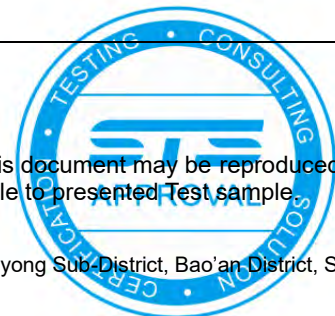 TESTING · CONSULTING
STS
is document may be reproduced
le to presented Test sample.
APPROVAL
yong Sub-District, Bao'an District, S
CERTIFICATION · SOLUTION